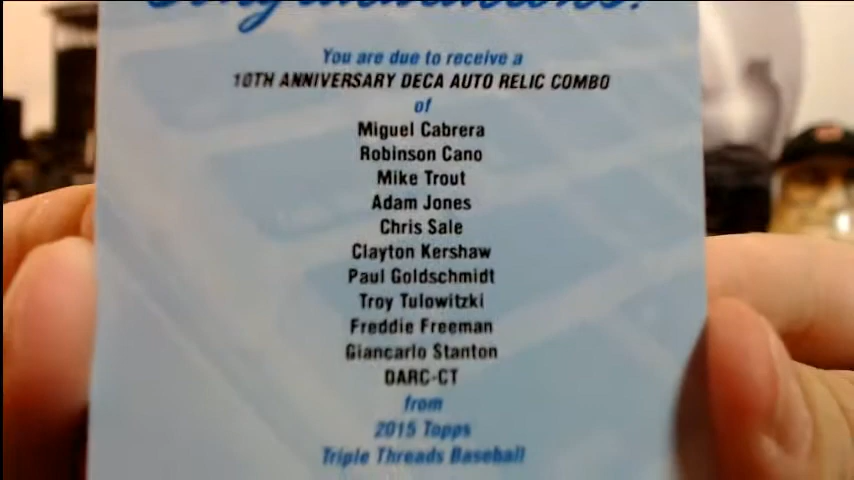 Congratulations!
You are due to receive a
10TH ANNIVERSARY DECA AUTO RELIC COMBO
of
Miguel Cabrera
Robinson Cano
Mike Trout
Adam Jones
Chris Sale
Clayton Kershaw
Paul Goldschmidt
Troy Tulowitzki
Freddie Freeman
Giancarlo Stanton
DARC-CT
from
2015 Topps
Triple Threads Baseball